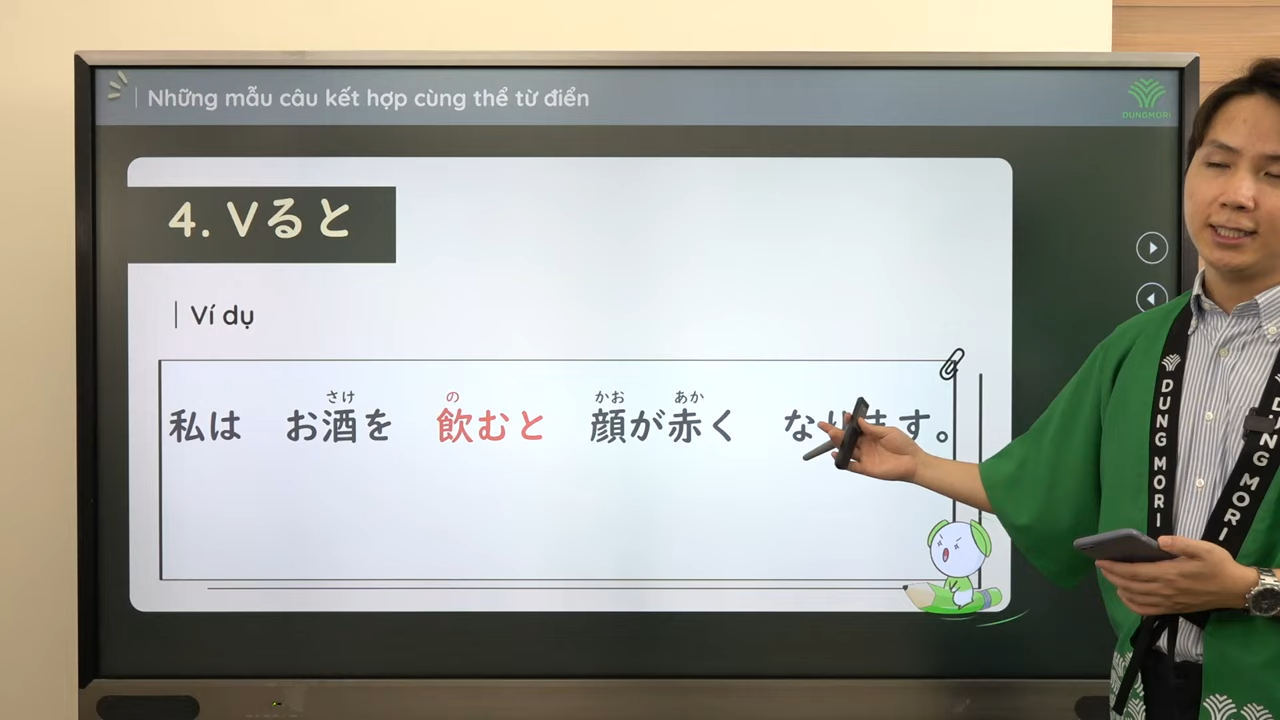 Những mẫu câu kết hợp cùng thể từ điển
DUNGMORI
4. Vると
Ví dụ
さけ の かお あか
私は お酒を 飲むと 顔が赤く なります。
DUNG MORI
DUNG MORI